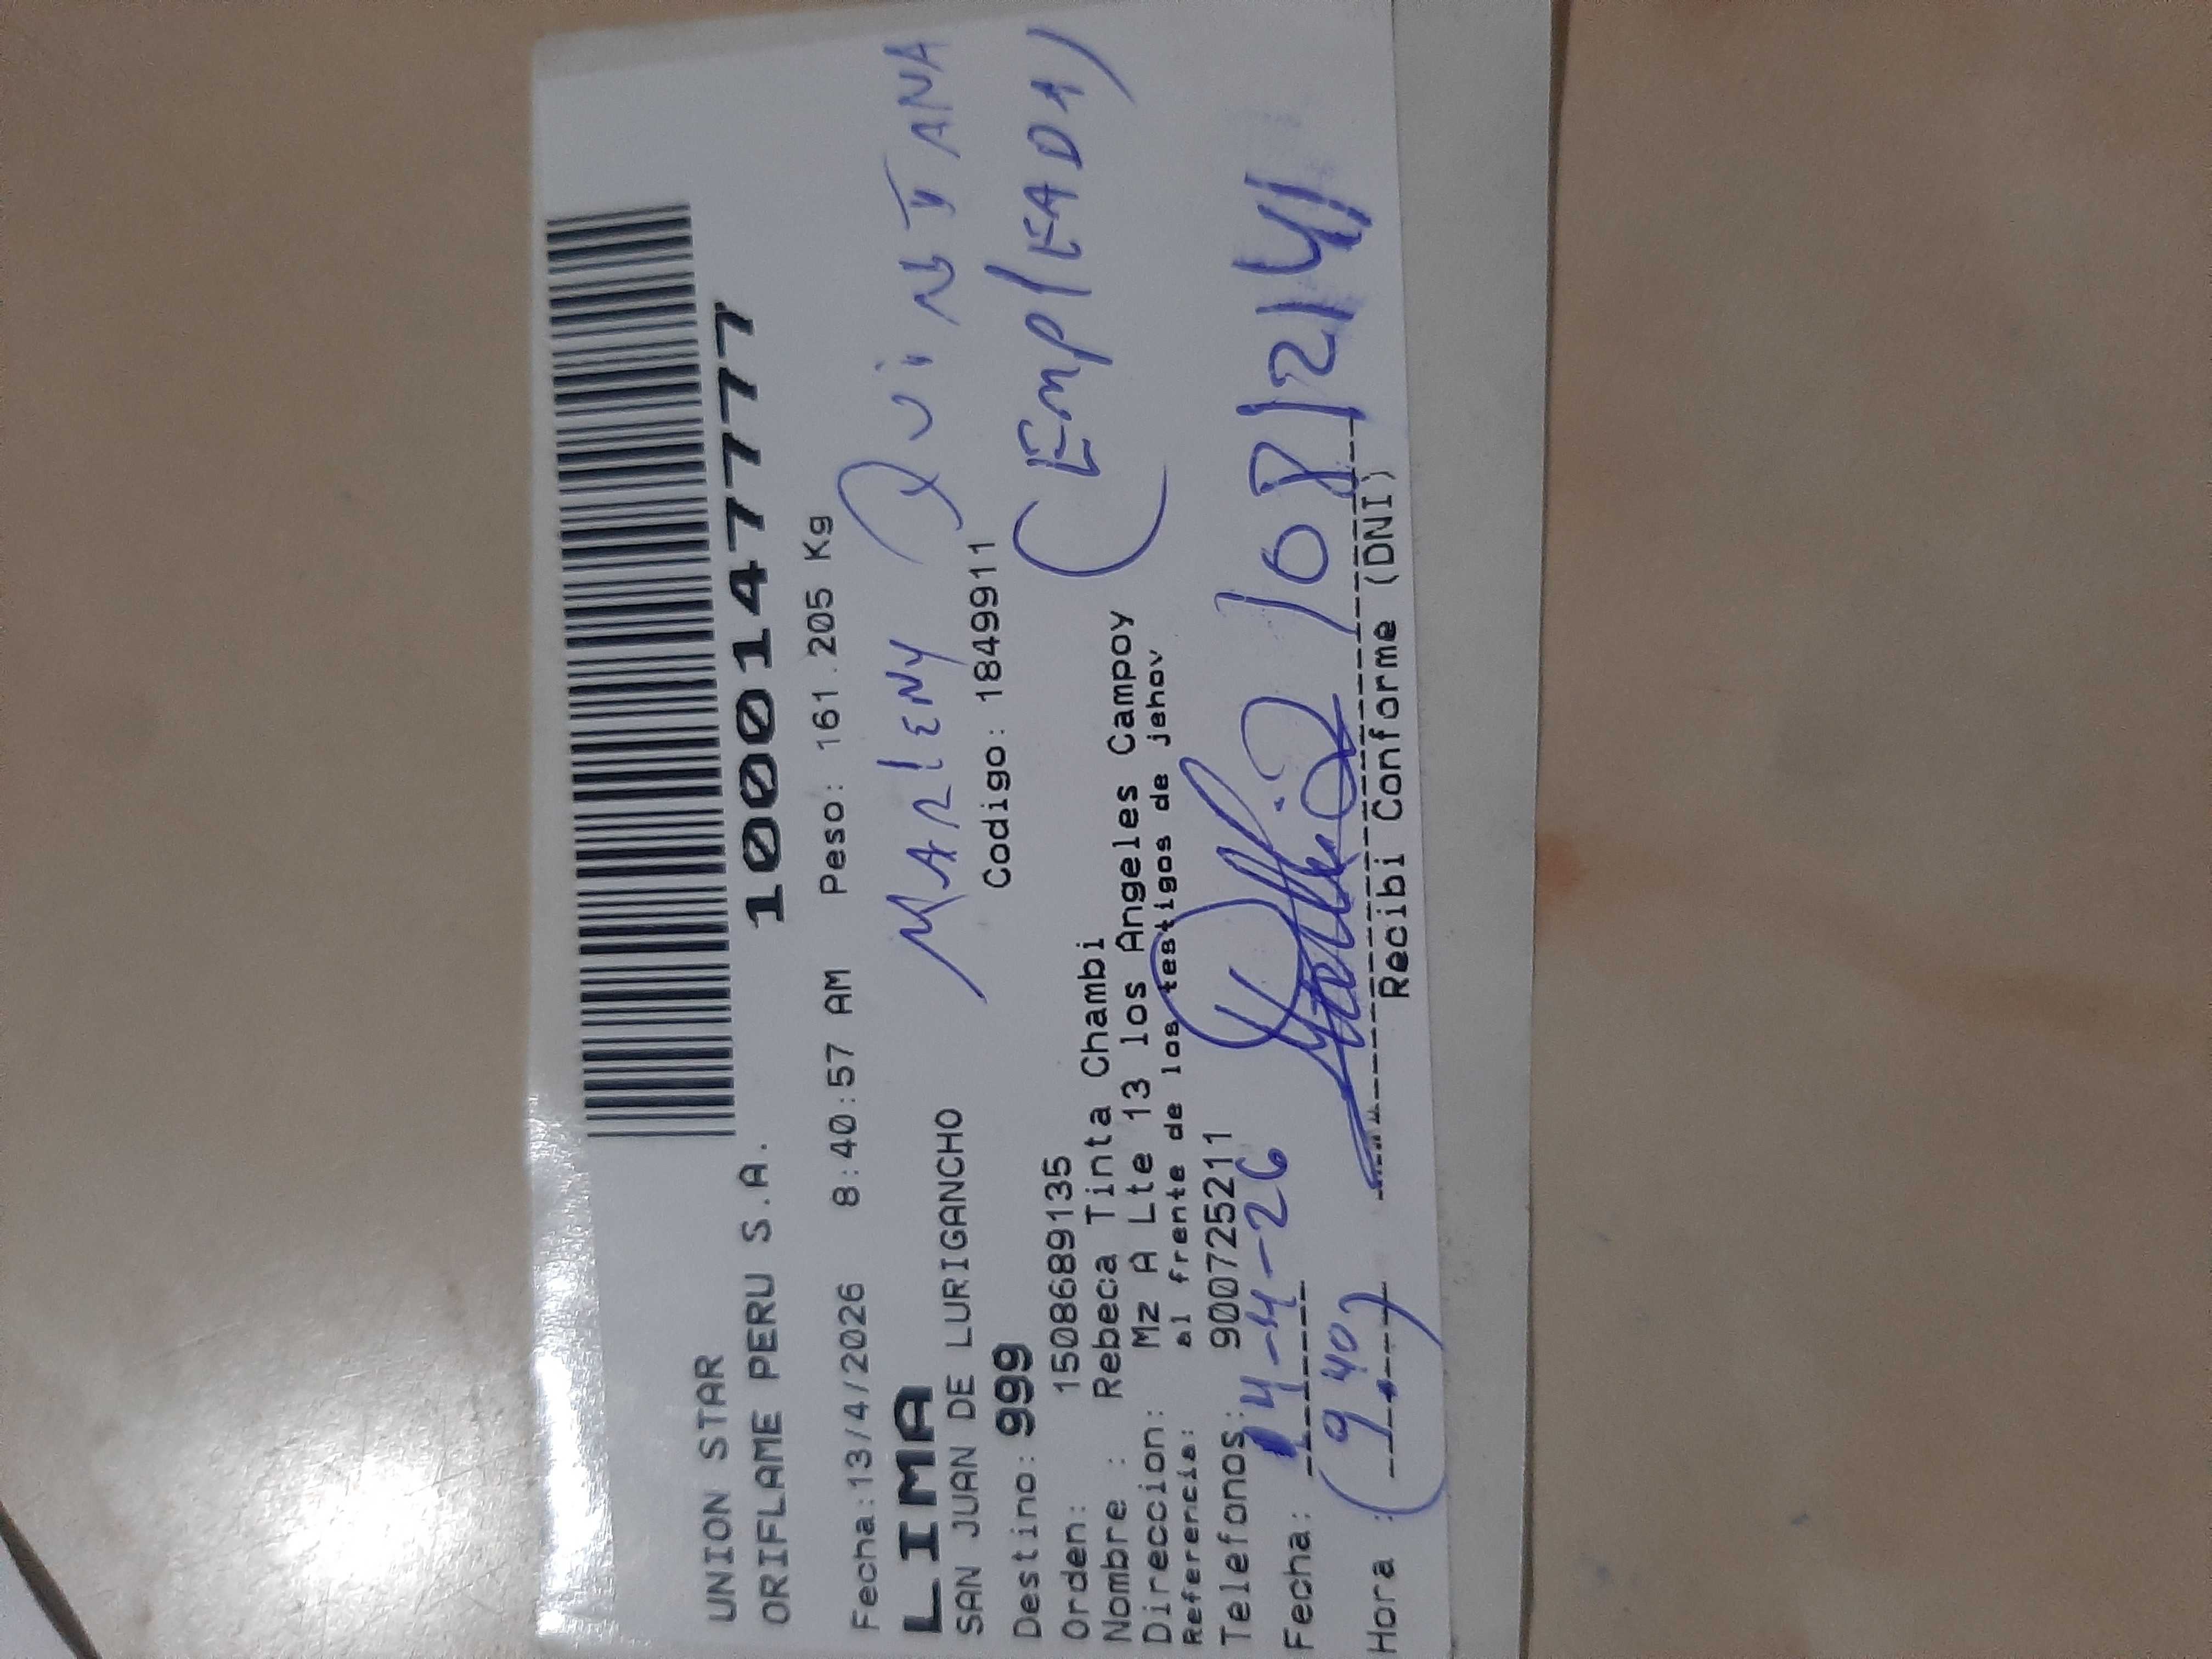 UNION STAR
ORIFLAME PERU S.A.
10001477777
Fecha:13/4/2026 8:40:57 AM Peso: 161.205 Kg
LIMA
MARlENY QUiNTANA
SAN JUAN DE LURIGANCHO
Destino: 999 Codigo: 1849911
(EmplEADA)
Orden: 1508689135
Nombre : Rebeca Tinta Chambi
Direccion: Mz A Lte 13 los Angeles Campoy
Referencia: al frente de los testigos de jehov
Telefonos: 900725211
Fecha: 14-4-26
Hora : (9.40)
Recibi Conforme (DNI)